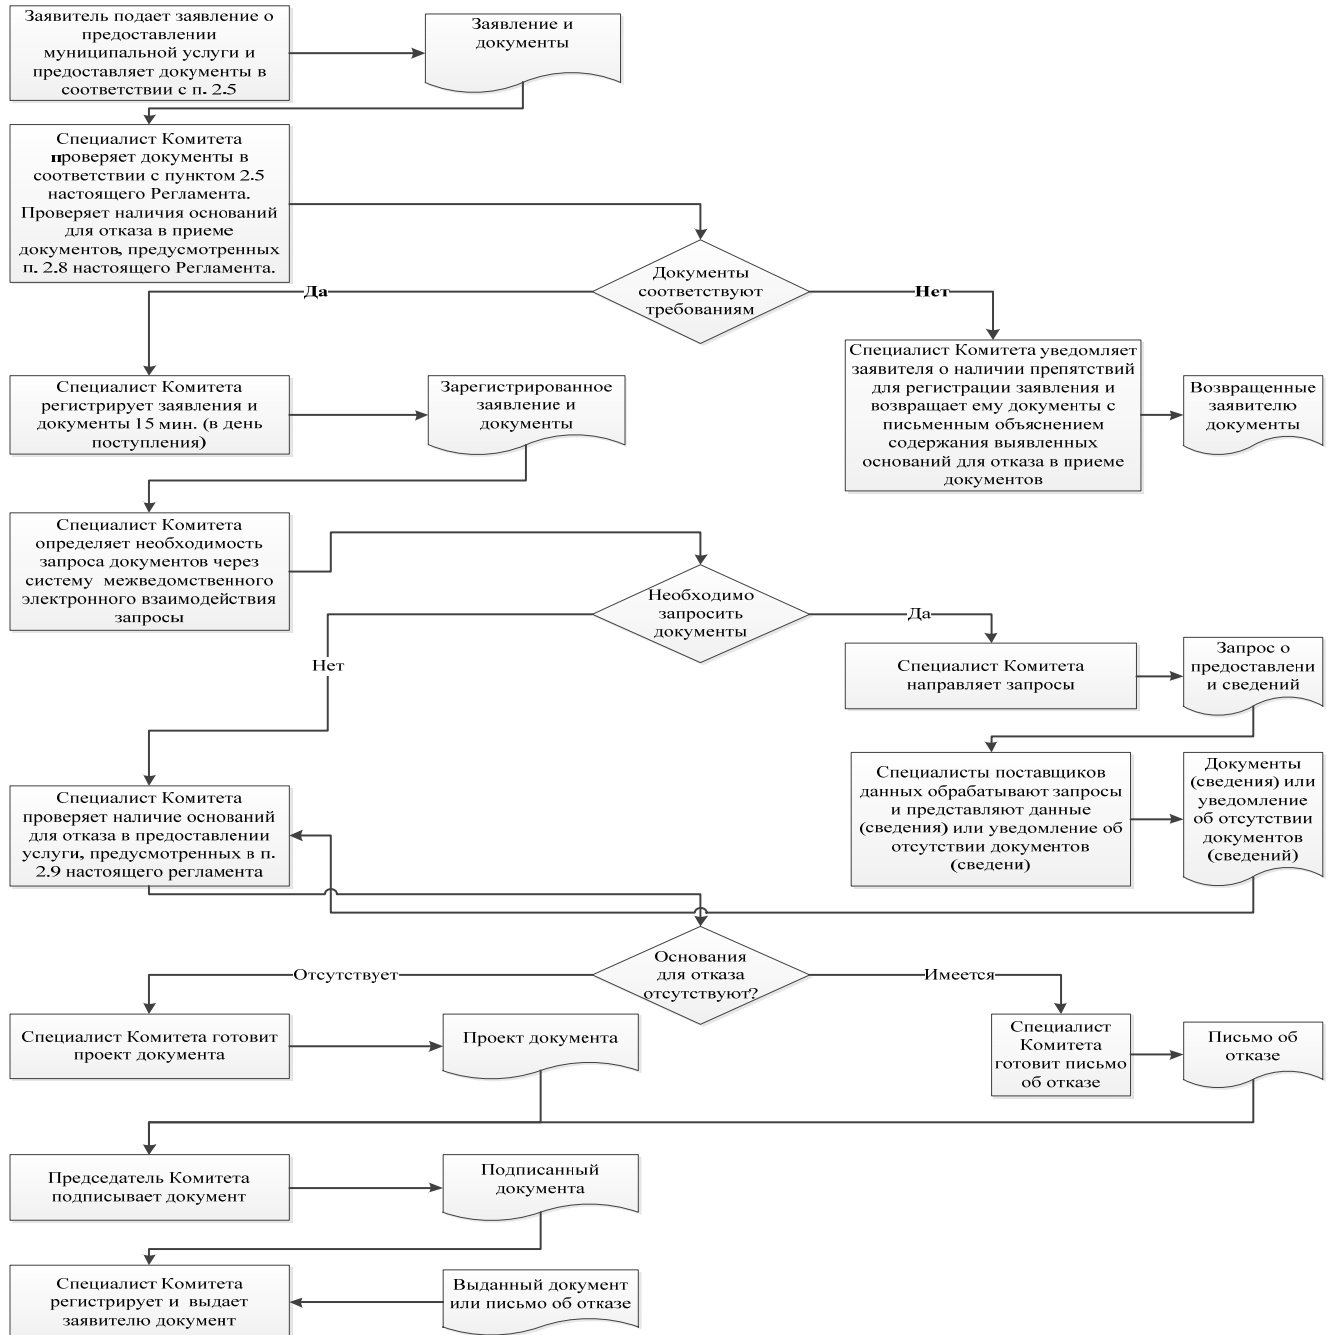 Заявитель подает заявление о
предоставлении
муниципальной услуги и
предоставляет документы в
соответствии с п. 2.5
Заявление и
документы
Специалист Комитета
проверяет документы в
соответствии с пунктом 2.5
настоящего Регламента.
Проверяет наличия оснований
для отказа в приеме
документов, предусмотренных
п. 2.8 настоящего Регламента.
Документы
соответствуют
требованиям
Да
Нет
Специалист Комитета
регистрирует заявления и
документы 15 мин. (в день
поступления)
Зарегистрированное
заявление и
документы
Специалист Комитета уведомляет
заявителя о наличии препятствий
для регистрации заявления и
возвращает ему документы с
письменным объяснением
содержания выявленных
оснований для отказа в приеме
документов
Возвращенные
заявителю
документы
Специалист Комитета
определяет необходимость
запроса документов через
систему межведомственного
электронного взаимодействия
запросы
Необходимо
запросить
документы
Да
Нет
Специалист Комитета
направляет запросы
Запрос о
предоставлени
и сведений
Специалисты поставщиков
данных обрабатывают запросы
и представляют данные
(сведения) или уведомление об
отсутствии документов
(сведени)
Документы
(сведения) или
уведомление
об отсутствии
документов
(сведений)
Специалист Комитета
проверяет наличие оснований
для отказа в предоставлении
услуги, предусмотренных в п.
2.9 настоящего регламента
Основания
для отказа
отсутствуют?
Отсутствует
Имеется
Специалист Комитета готовит
проект документа
Проект документа
Специалист
Комитета
готовит письмо
об отказе
Письмо об
отказе
Председатель Комитета
подписывает документ
Подписанный
документа
Специалист Комитета
регистрирует и выдает
заявителю документ
Выданный документ
или письмо об отказе